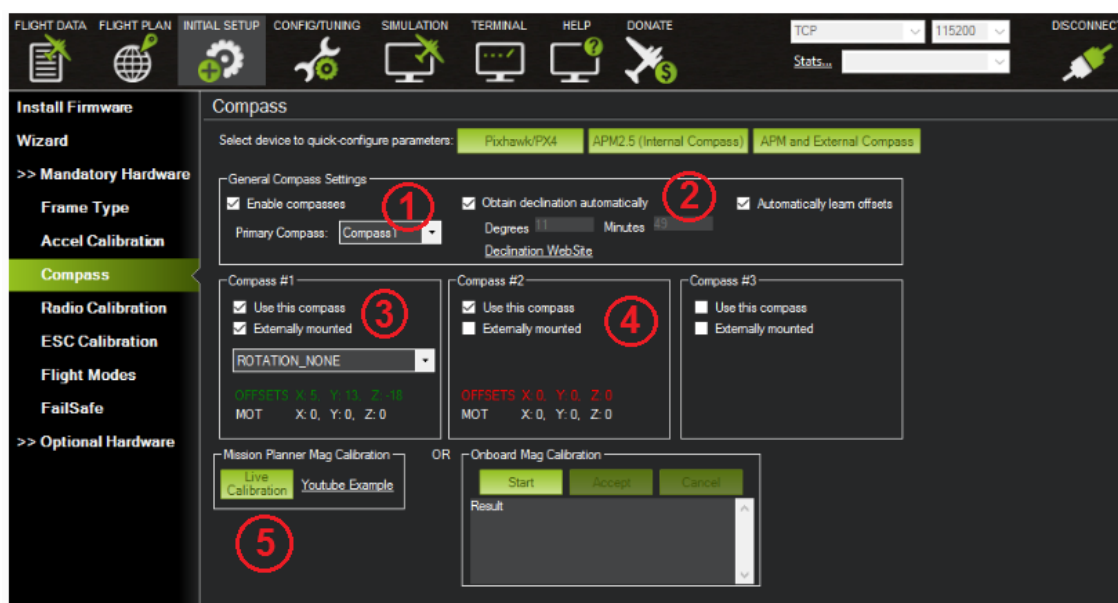 FLIGHT DATA FLIGHT PLAN INITIAL SETUP CONFIG/TUNING SIMULATION TERMINAL HELP DONATE
TCP 115200 DISCONNECT
Stats...
Install Firmware
Wizard
>> Mandatory Hardware
Frame Type
Accel Calibration
Compass
Radio Calibration
ESC Calibration
Flight Modes
FailSafe
>> Optional Hardware
Compass
Select device to quick-configure parameters: Pixhawk/PX4 APM2.5 (Internal Compass) APM and External Compass
General Compass Settings
Enable compasses 1 Obtain declination automatically 2 Automatically learn offsets
Primary Compass: Compass1 Degrees 11 Minutes 49
Declination WebSite
Compass #1
Use this compass
Externally mounted
3
ROTATION_NONE
OFFSETS X: 5, Y: 13, Z: -18
MOT X: 0, Y: 0, Z: 0
Compass #2
Use this compass
Externally mounted
4
OFFSETS X: 0, Y: 0, Z: 0
MOT X: 0, Y: 0, Z: 0
Compass #3
Use this compass
Externally mounted
Mission Planner Mag Calibration
Live
Calibration
Youtube Example
5
OR
Onboard Mag Calibration
Start Accept Cancel
Result